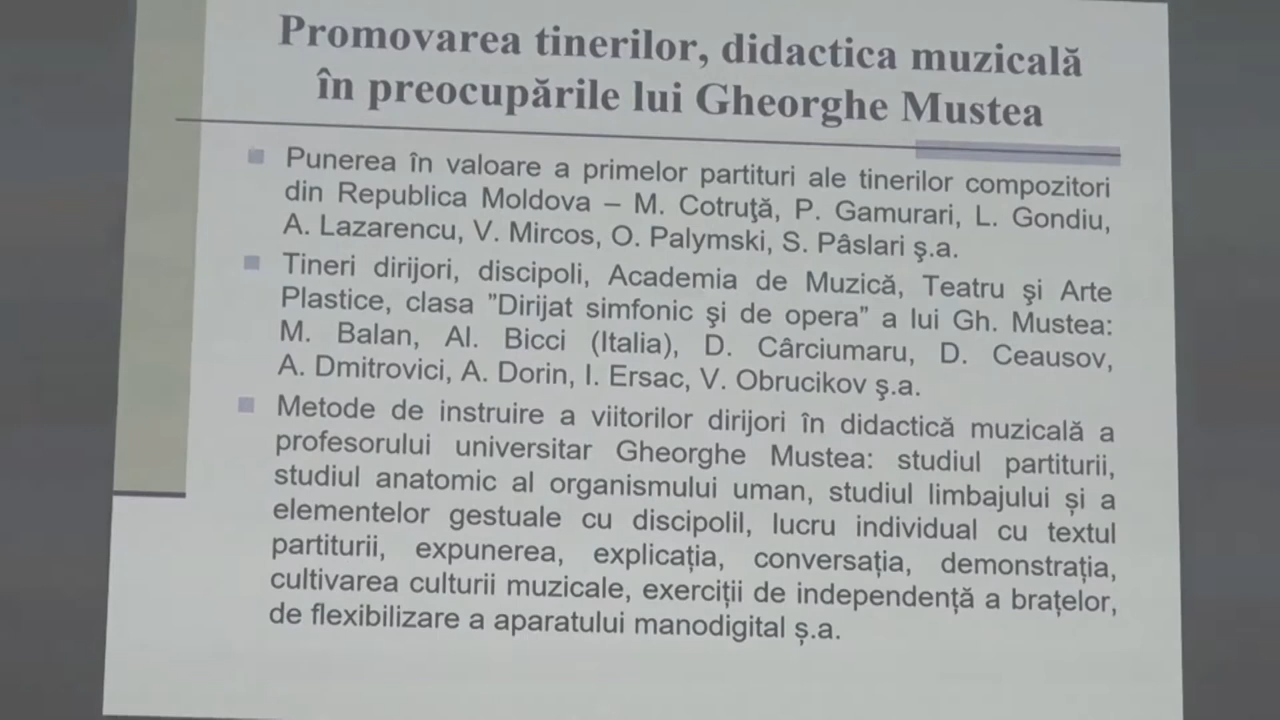 Promovarea tinerilor, didactica muzicală
în preocupările lui Gheorghe Mustea
Punerea în valoare a primelor partituri ale tinerilor compozitori
din Republica Moldova – M. Cotruţă, P. Gamurari, L. Gondiu,
A. Lazarencu, V. Mircos, O. Palymski, S. Pâslari ş.a.
Tineri dirijori, discipoli, Academia de Muzică, Teatru şi Arte
Plastice, clasa ”Dirijat simfonic şi de opera” a lui Gh. Mustea:
M. Balan, Al. Bicci (Italia), D. Cârciumaru, D. Ceausov,
A. Dmitrovici, A. Dorin, I. Ersac, V. Obrucikov ş.a.
Metode de instruire a viitorilor dirijori în didactică muzicală a
profesorului universitar Gheorghe Mustea: studiul partiturii,
studiul anatomic al organismului uman, studiul limbajului și a
elementelor gestuale cu discipolil, lucru individual cu textul
partiturii, expunerea, explicația, conversația, demonstrația,
cultivarea culturii muzicale, exerciții de independență a brațelor,
de flexibilizare a aparatului manodigital ș.a.